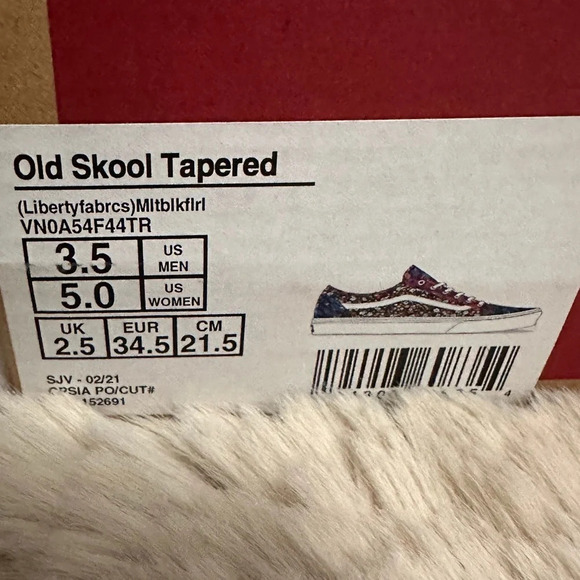 Old Skool Tapered
(Libertyfabrcs)Mltblkflrl
VN0A54F44TR
3.5 US MEN
5.0 US WOMEN
UK EUR CM
2.5 34.5 21.5
SJV - 02/21
CPSIA PO/CUT#
152691